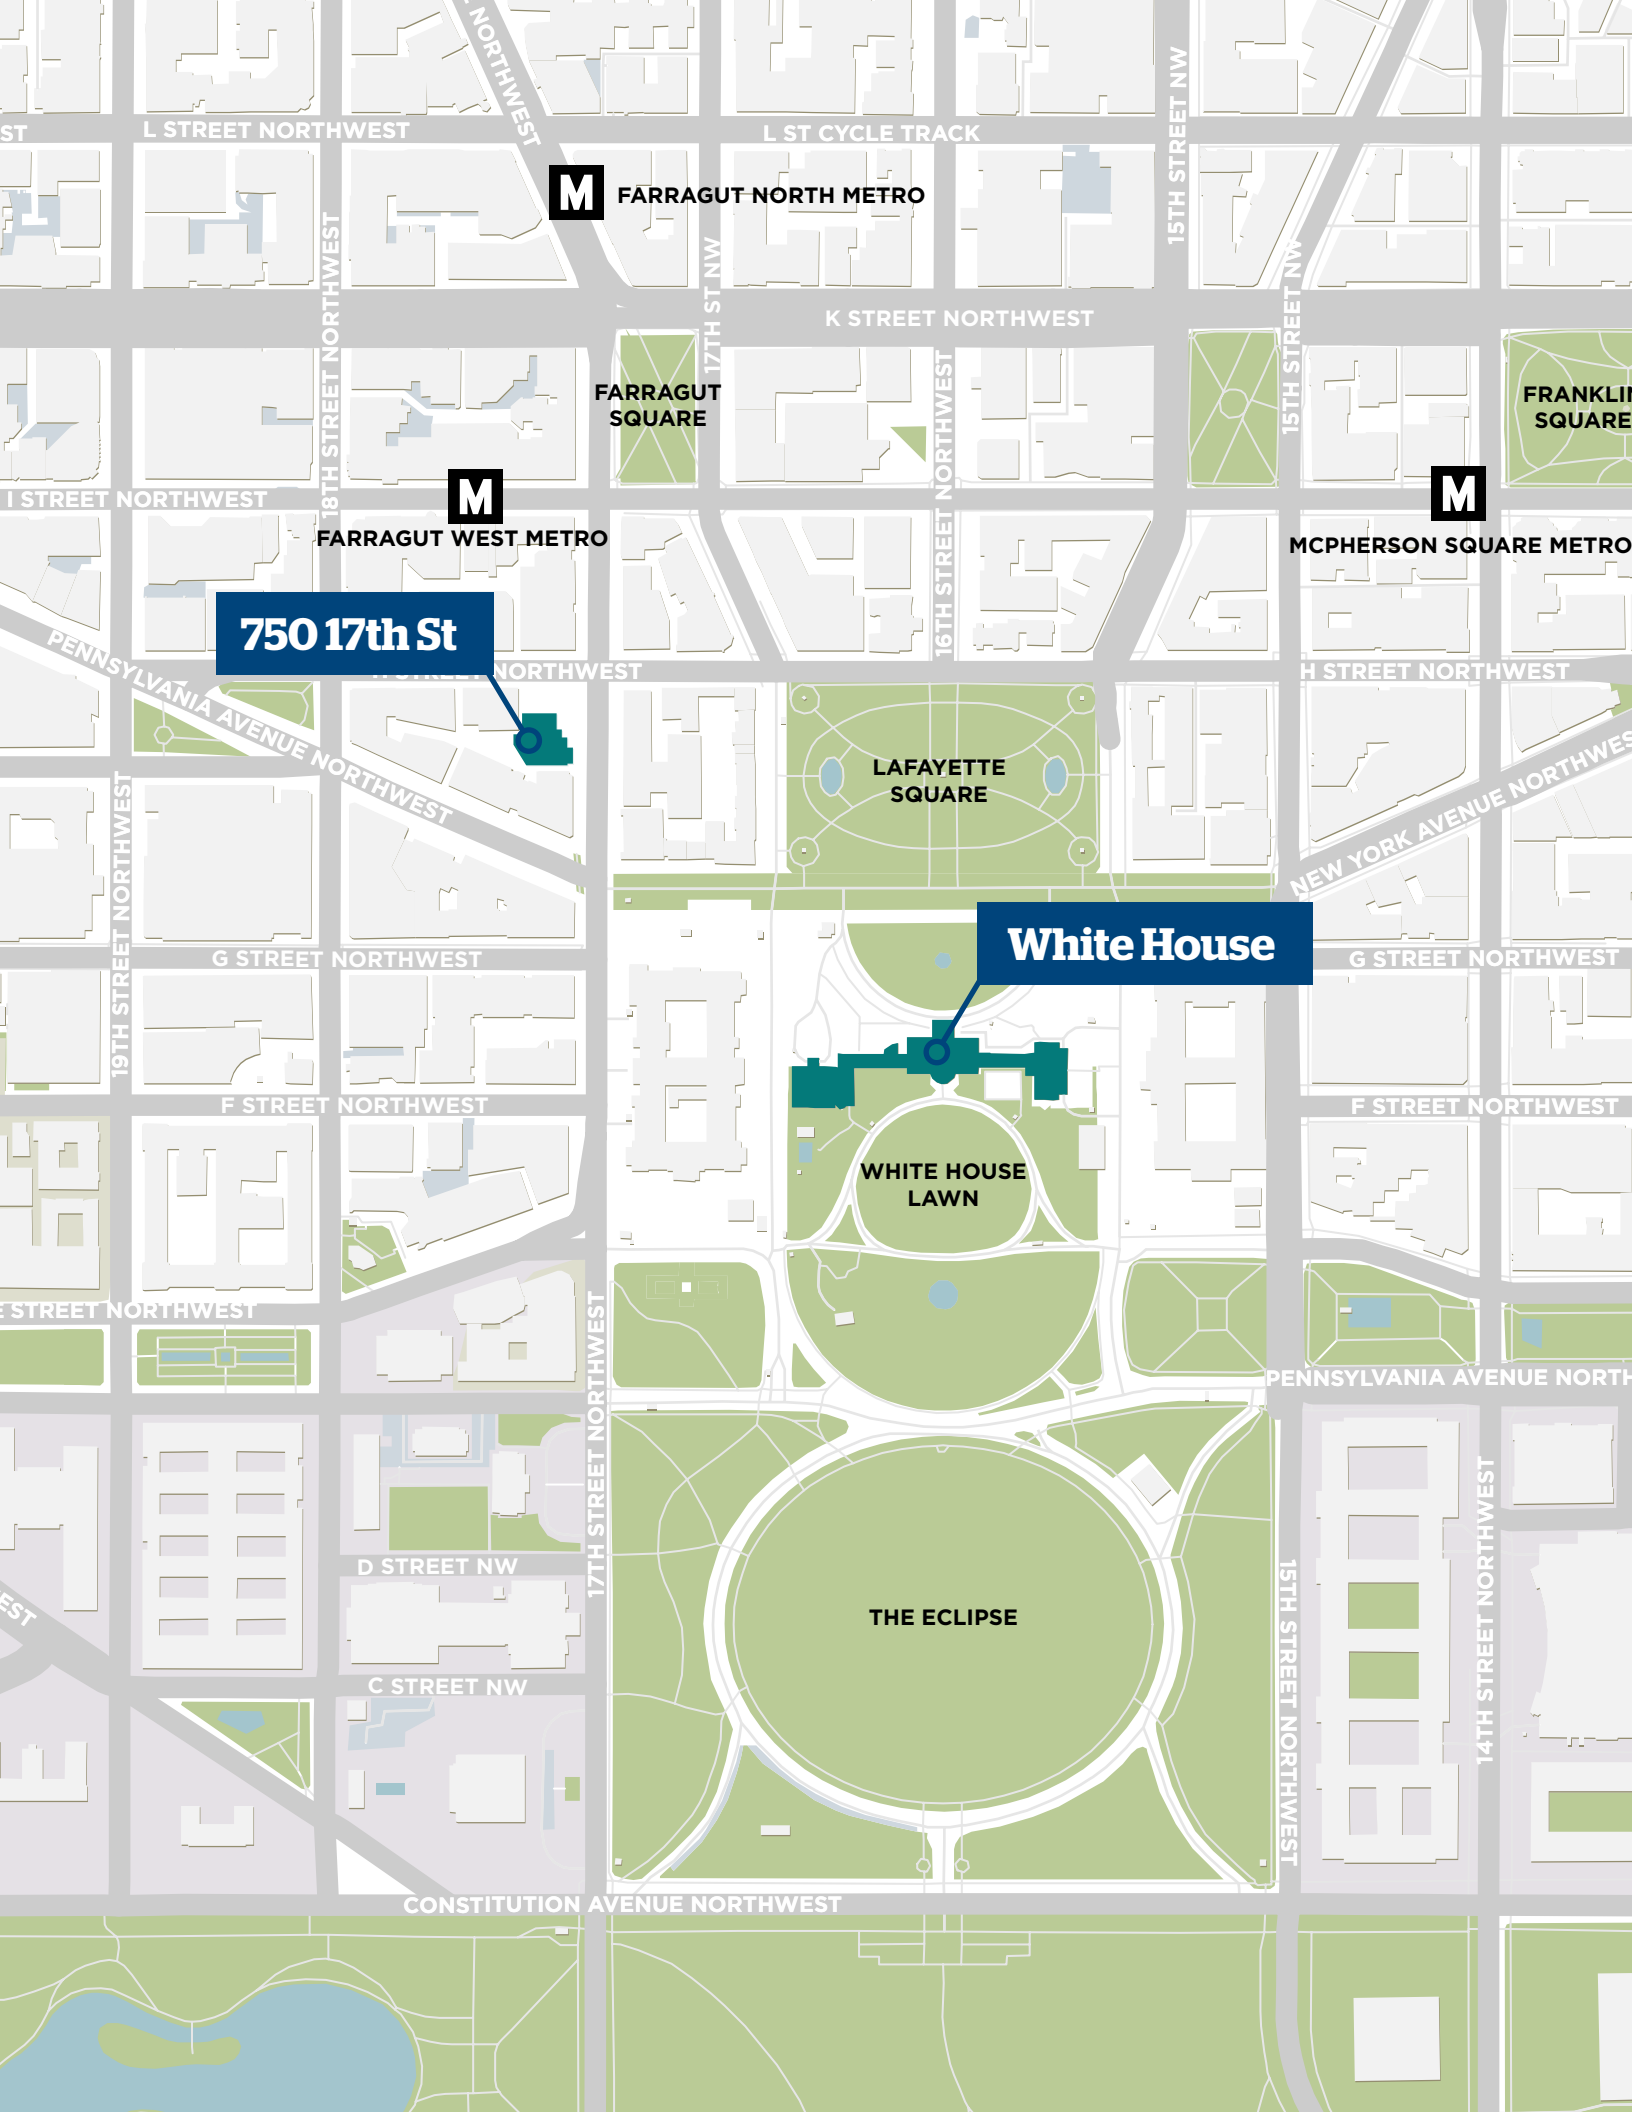 NORTHWEST
ST
L STREET NORTHWEST
L ST CYCLE TRACK
15TH STREET NW
M
FARRAGUT NORTH METRO
18TH STREET NORTHWEST
17TH ST NW
15TH STREET NW
K STREET NORTHWEST
16TH STREET NORTHWEST
FARRAGUT
SQUARE
FRANKLIN
SQUARE
M
M
I STREET NORTHWEST
FARRAGUT WEST METRO
MCPHERSON SQUARE METRO
750 17th St
PENNSYLVANIA AVENUE NORTHWEST
H STREET NORTHWEST
H STREET NORTHWEST
LAFAYETTE
SQUARE
NEW YORK AVENUE NORTHWES
19TH STREET NORTHWEST
White House
G STREET NORTHWEST
G STREET NORTHWEST
F STREET NORTHWEST
F STREET NORTHWEST
WHITE HOUSE
LAWN
E STREET NORTHWEST
17TH STREET NORTHWEST
PENNSYLVANIA AVENUE NORTH
D STREET NW
14TH STREET NORTHWEST
15TH STREET NORTHWEST
EST
THE ECLIPSE
C STREET NW
CONSTITUTION AVENUE NORTHWEST